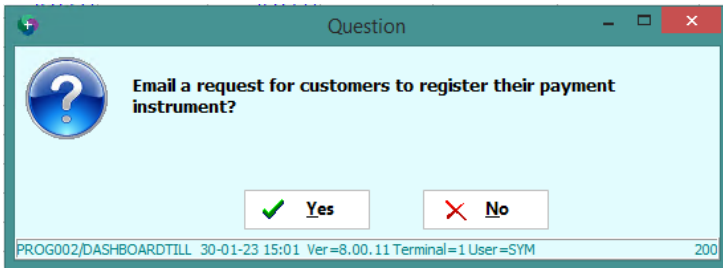 Question
Email a request for customers to register their payment
instrument?
Yes No
PROG002/DASHBOARDTILL 30-01-23 15:01 Ver=8.00.11 Terminal=1 User=SYM 200